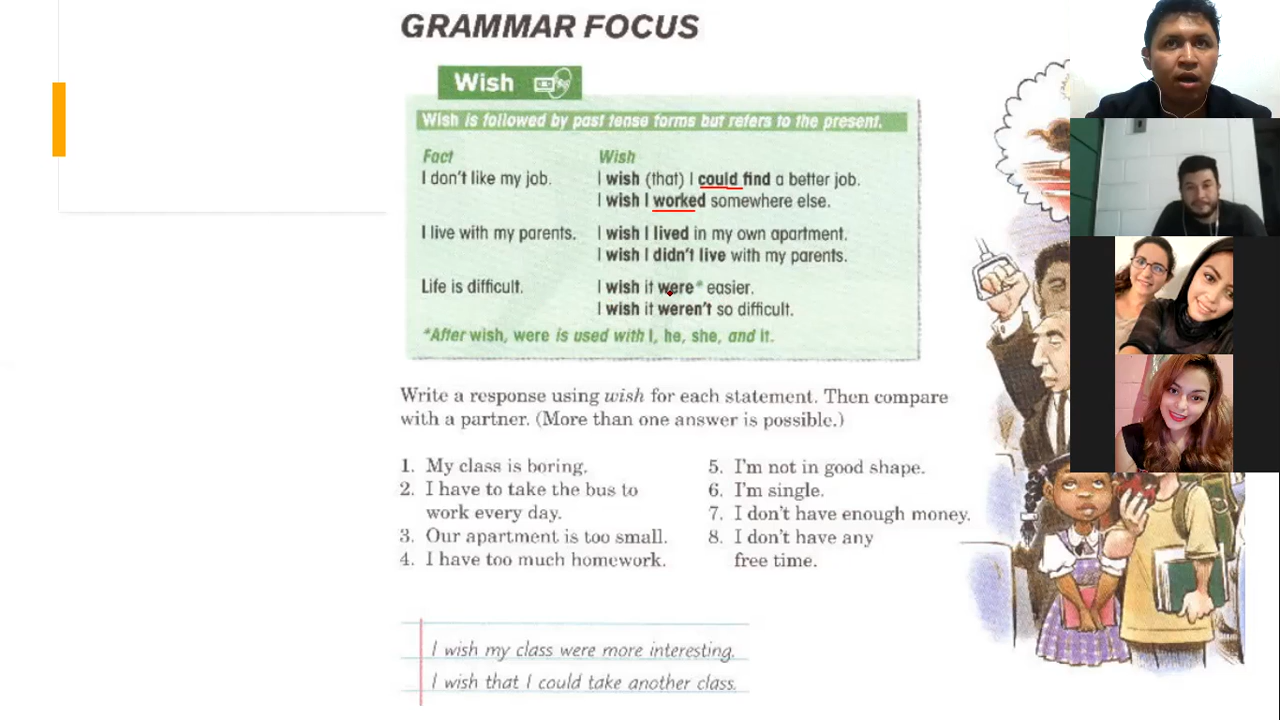 GRAMMAR FOCUS
Wish
Wish is followed by past tense forms but refers to the present.
Fact
Wish
I don't like my job.
I wish (that) I could find a better job.
I wish I worked somewhere else.
I live with my parents.
I wish I lived in my own apartment.
I wish I didn't live with my parents.
Life is difficult.
I wish it were* easier.
I wish it weren't so difficult.
*After wish, were is used with I, he, she, and it.
Write a response using wish for each statement. Then compare
with a partner. (More than one answer is possible.)
1. My class is boring.
2. I have to take the bus to
work every day.
3. Our apartment is too small.
4. I have too much homework.
5. I'm not in good shape.
6. I'm single.
7. I don't have enough money.
8. I don't have any
free time.
I wish my class were more interesting.
I wish that I could take another class.